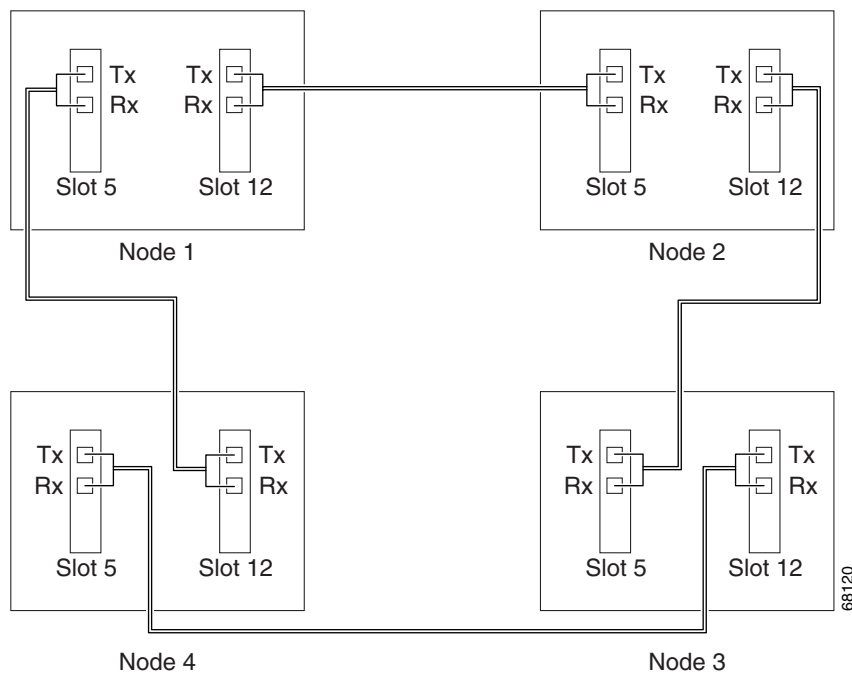 Tx Tx Tx Tx
Rx Rx Rx Rx
Slot 5 Slot 12 Slot 5 Slot 12
Node 1 Node 2
Tx Tx Tx Tx
Rx Rx Rx Rx
Slot 5 Slot 12 Slot 5 Slot 12
68120
Node 4 Node 3